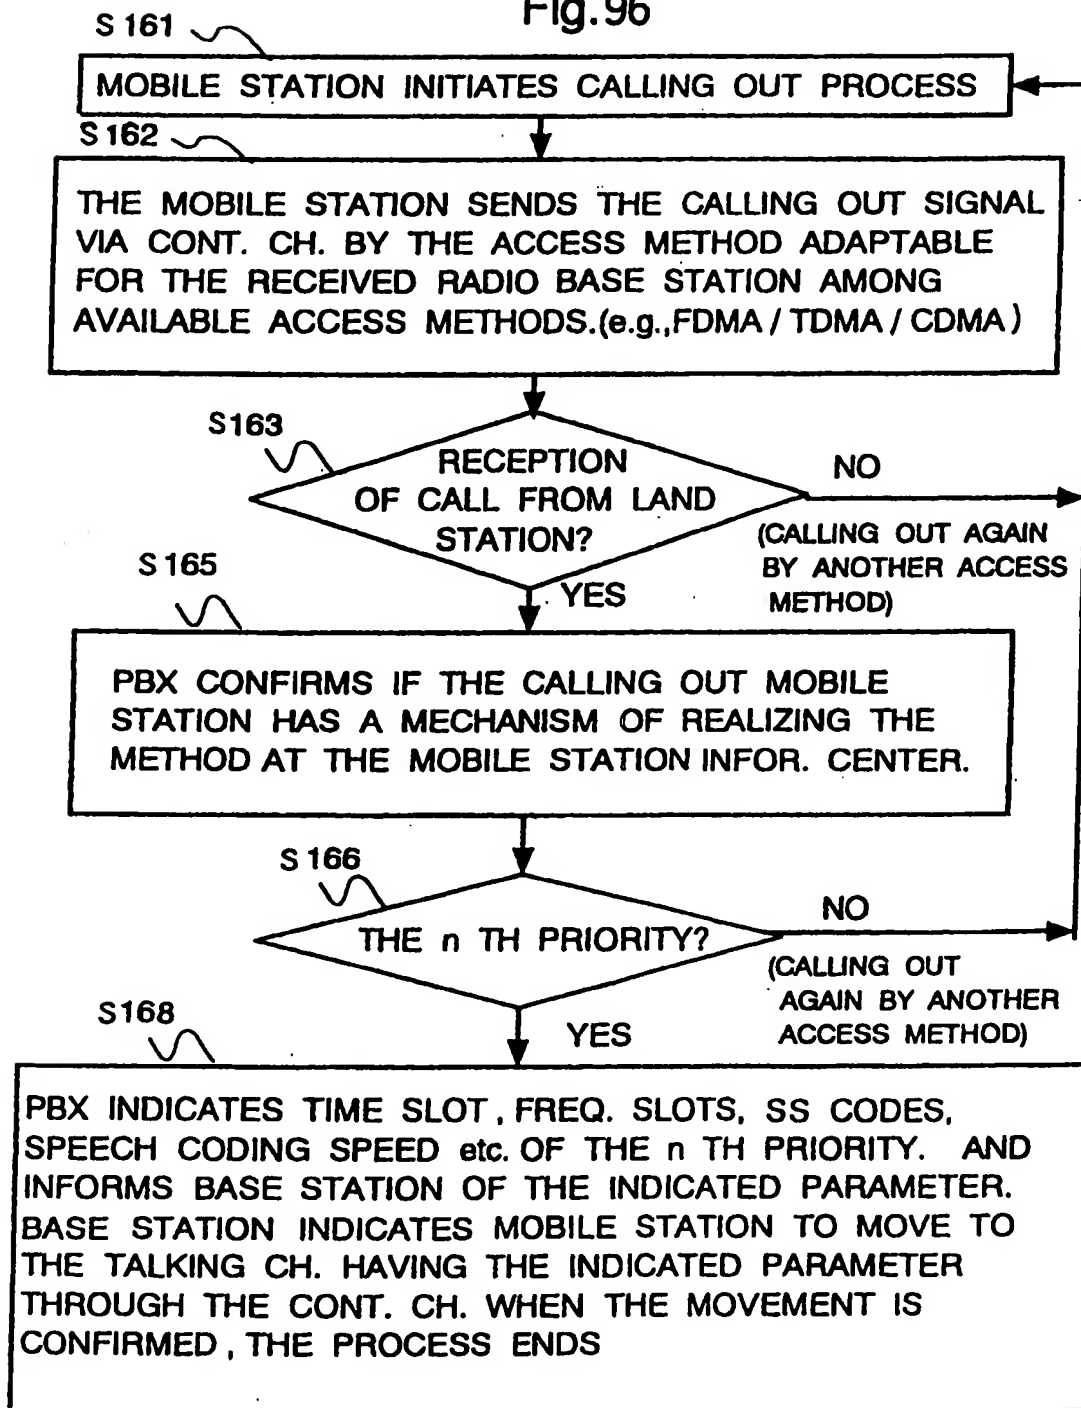 Fig.96
S161
MOBILE STATION INITIATES CALLING OUT PROCESS
S162
THE MOBILE STATION SENDS THE CALLING OUT SIGNAL
VIA CONT. CH. BY THE ACCESS METHOD ADAPTABLE
FOR THE RECEIVED RADIO BASE STATION AMONG
AVAILABLE ACCESS METHODS.(e.g.,FDMA / TDMA / CDMA)
S163
RECEPTION
OF CALL FROM LAND
STATION?
NO
(CALLING OUT AGAIN
BY ANOTHER ACCESS
METHOD)
YES
S165
PBX CONFIRMS IF THE CALLING OUT MOBILE
STATION HAS A MECHANISM OF REALIZING THE
METHOD AT THE MOBILE STATION INFOR. CENTER.
S166
THE n TH PRIORITY?
NO
(CALLING OUT
AGAIN BY ANOTHER
ACCESS METHOD)
YES
S168
PBX INDICATES TIME SLOT, FREQ. SLOTS, SS CODES,
SPEECH CODING SPEED etc. OF THE n TH PRIORITY. AND
INFORMS BASE STATION OF THE INDICATED PARAMETER.
BASE STATION INDICATES MOBILE STATION TO MOVE TO
THE TALKING CH. HAVING THE INDICATED PARAMETER
THROUGH THE CONT. CH. WHEN THE MOVEMENT IS
CONFIRMED, THE PROCESS ENDS